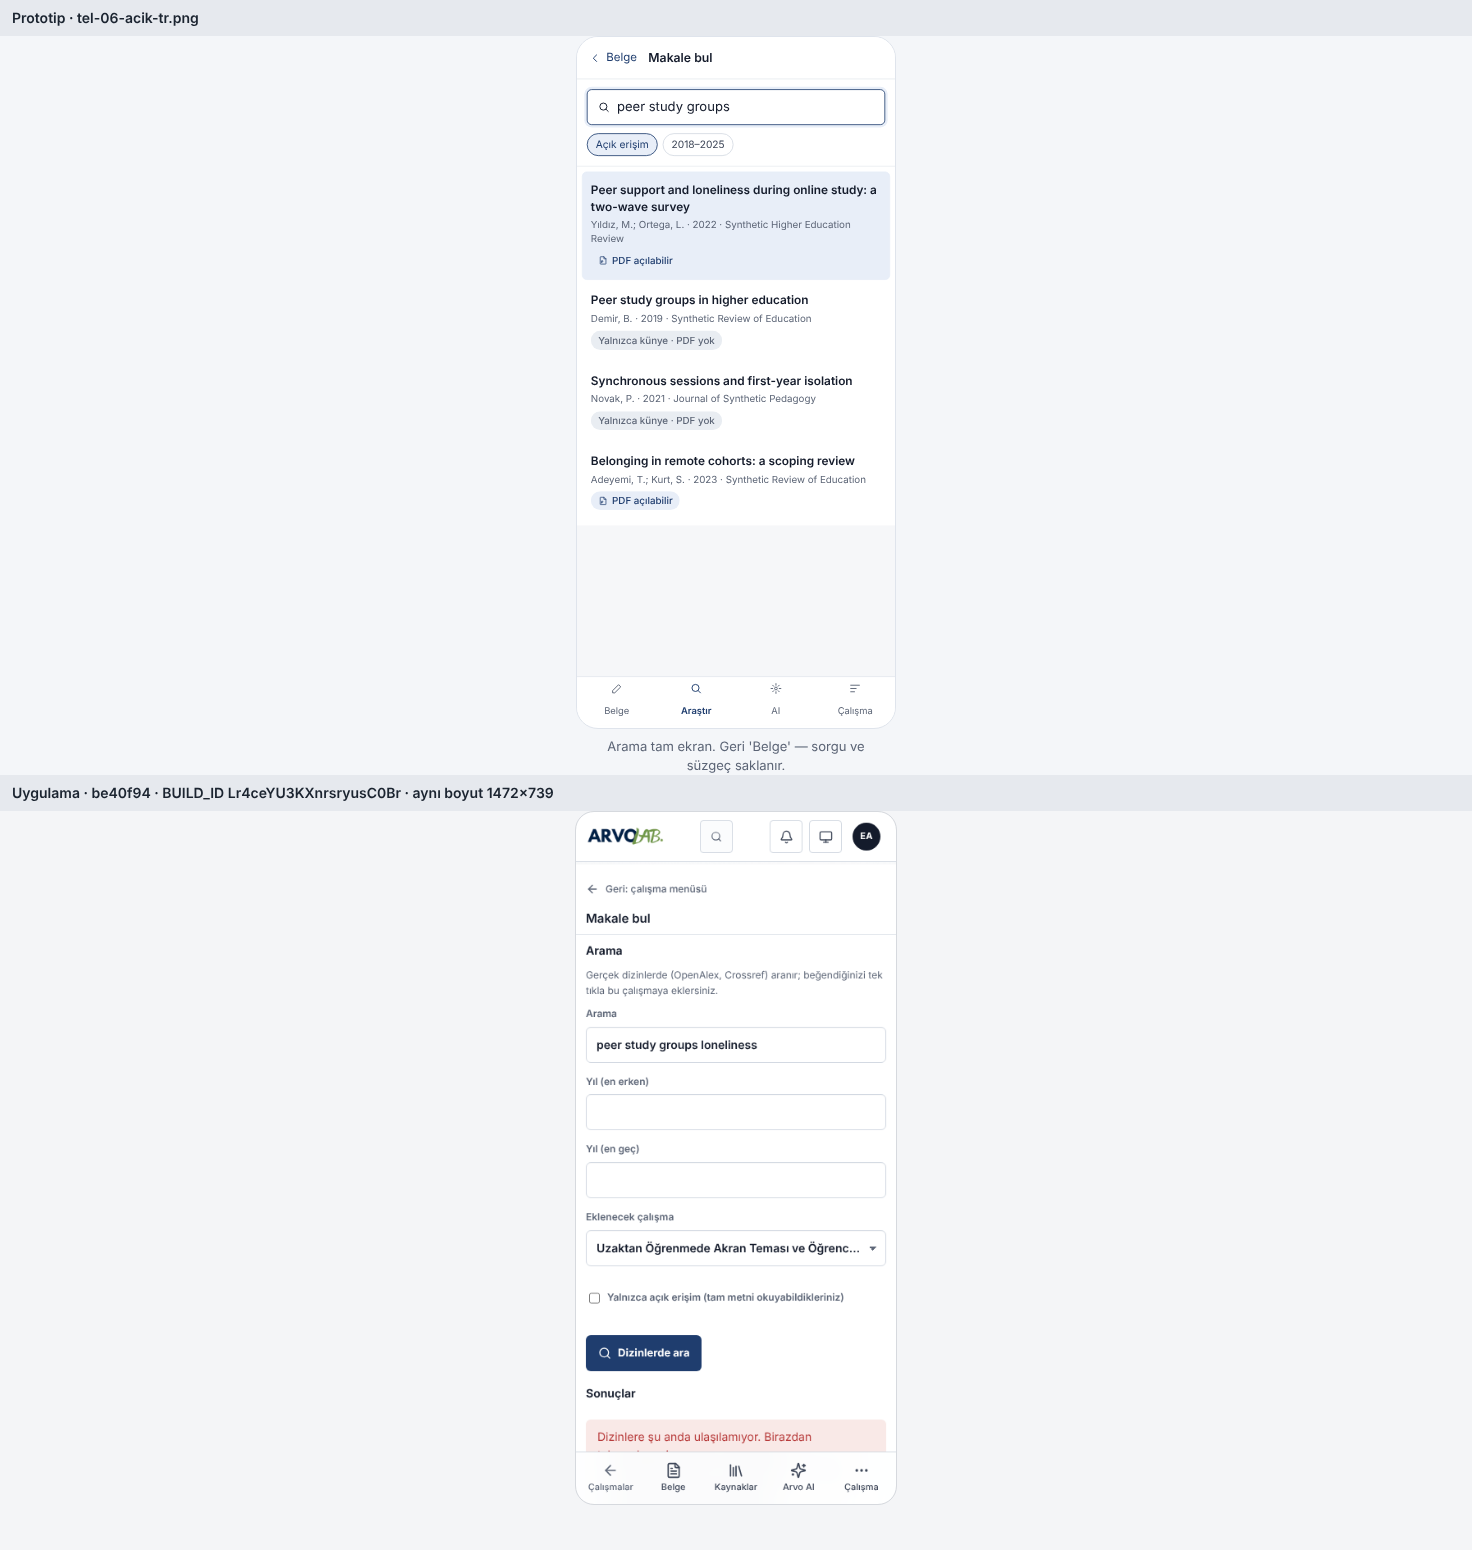 Prototip · tel-06-acik-tr.png
Belge Makale bul
peer study groups
Açık erişim 2018–2025
Peer support and loneliness during online study: a
two-wave survey
Yıldız, M.; Ortega, L. · 2022 · Synthetic Higher Education
Review
PDF açılabilir
Peer study groups in higher education
Demir, B. · 2019 · Synthetic Review of Education
Yalnızca künye · PDF yok
Synchronous sessions and first-year isolation
Novak, P. · 2021 · Journal of Synthetic Pedagogy
Yalnızca künye · PDF yok
Belonging in remote cohorts: a scoping review
Adeyemi, T.; Kurt, S. · 2023 · Synthetic Review of Education
PDF açılabilir
Belge Araştır AI Çalışma
Arama tam ekran. Geri 'Belge' — sorgu ve
süzgeç saklanır.
Uygulama · be40f94 · BUILD_ID Lr4ceYU3KXnrsryusC0Br · aynı boyut 1472×739
ARVOLAB. EA
Geri: çalışma menüsü
Makale bul
Arama
Gerçek dizinlerde (OpenAlex, Crossref) aranır; beğendiğinizi tek
tıkla bu çalışmaya eklersiniz.
Arama
peer study groups loneliness
Yıl (en erken)
Yıl (en geç)
Eklenecek çalışma
Uzaktan Öğrenmede Akran Teması ve Öğrenc...
Yalnızca açık erişim (tam metni okuyabildikleriniz)
Dizinlerde ara
Sonuçlar
Dizinlere şu anda ulaşılamıyor. Birazdan
Çalışmalar Belge Kaynaklar Arvo AI Çalışma